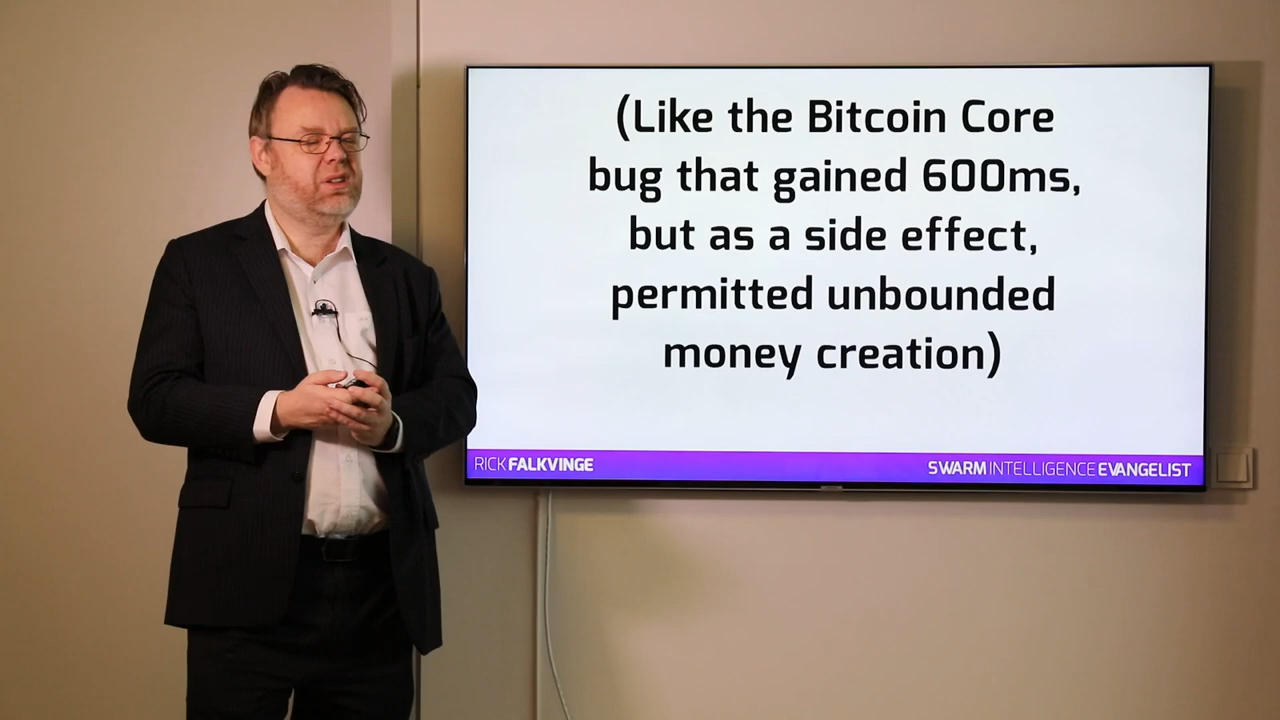 (Like the Bitcoin Core
bug that gained 600ms,
but as a side effect,
permitted unbounded
money creation)
RICKFALKVINGE
SWARMINTELLIGENCEEVANGELIST